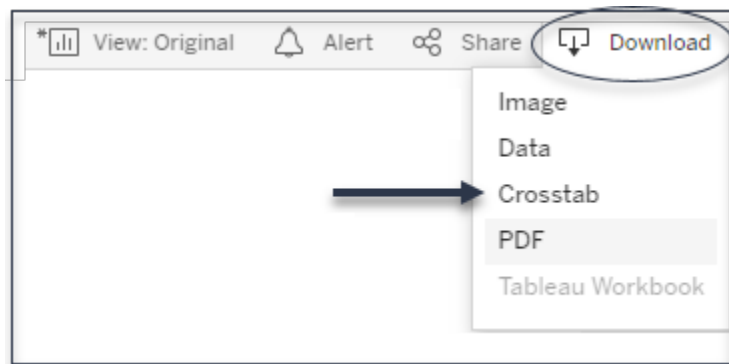 * View: Original Alert Share Download
Image
Data
Crosstab
PDF
Tableau Workbook